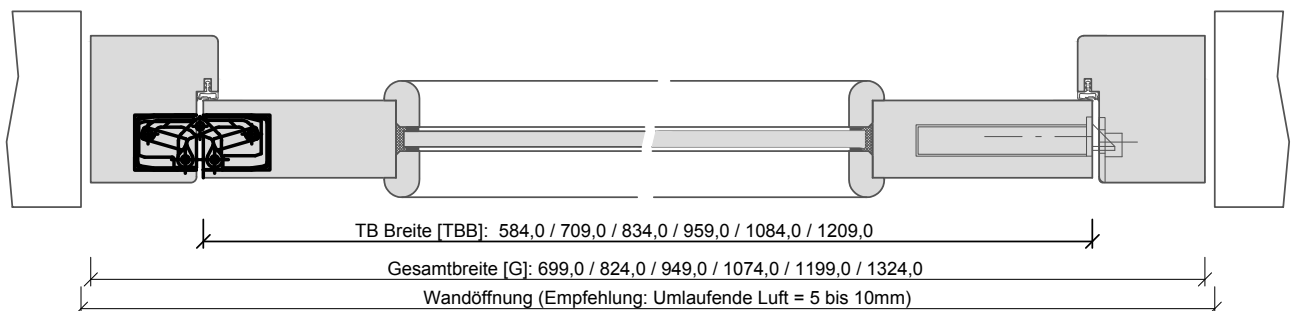 TB Breite [TBB]: 584,0 / 709,0 / 834,0 / 959,0 / 1084,0 / 1209,0
Gesamtbreite [G]: 699,0 / 824,0 / 949,0 / 1074,0 / 1199,0 / 1324,0
Wandöffnung (Empfehlung: Umlaufende Luft = 5 bis 10mm)